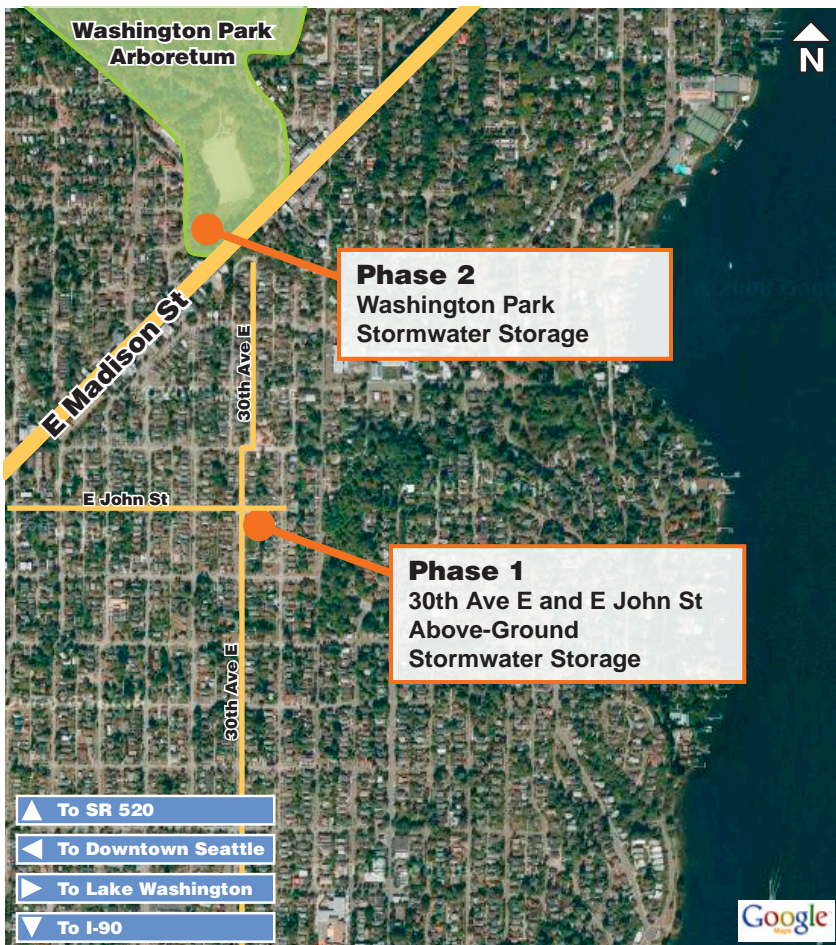 Washington Park
Arboretum
N
Phase 2
Washington Park
Stormwater Storage
E Madison St
30th Ave E
E John St
Phase 1
30th Ave E and E John St
Above-Ground
Stormwater Storage
30th Ave E
To SR 520
To Downtown Seattle
To Lake Washington
To I-90
Google
Maps